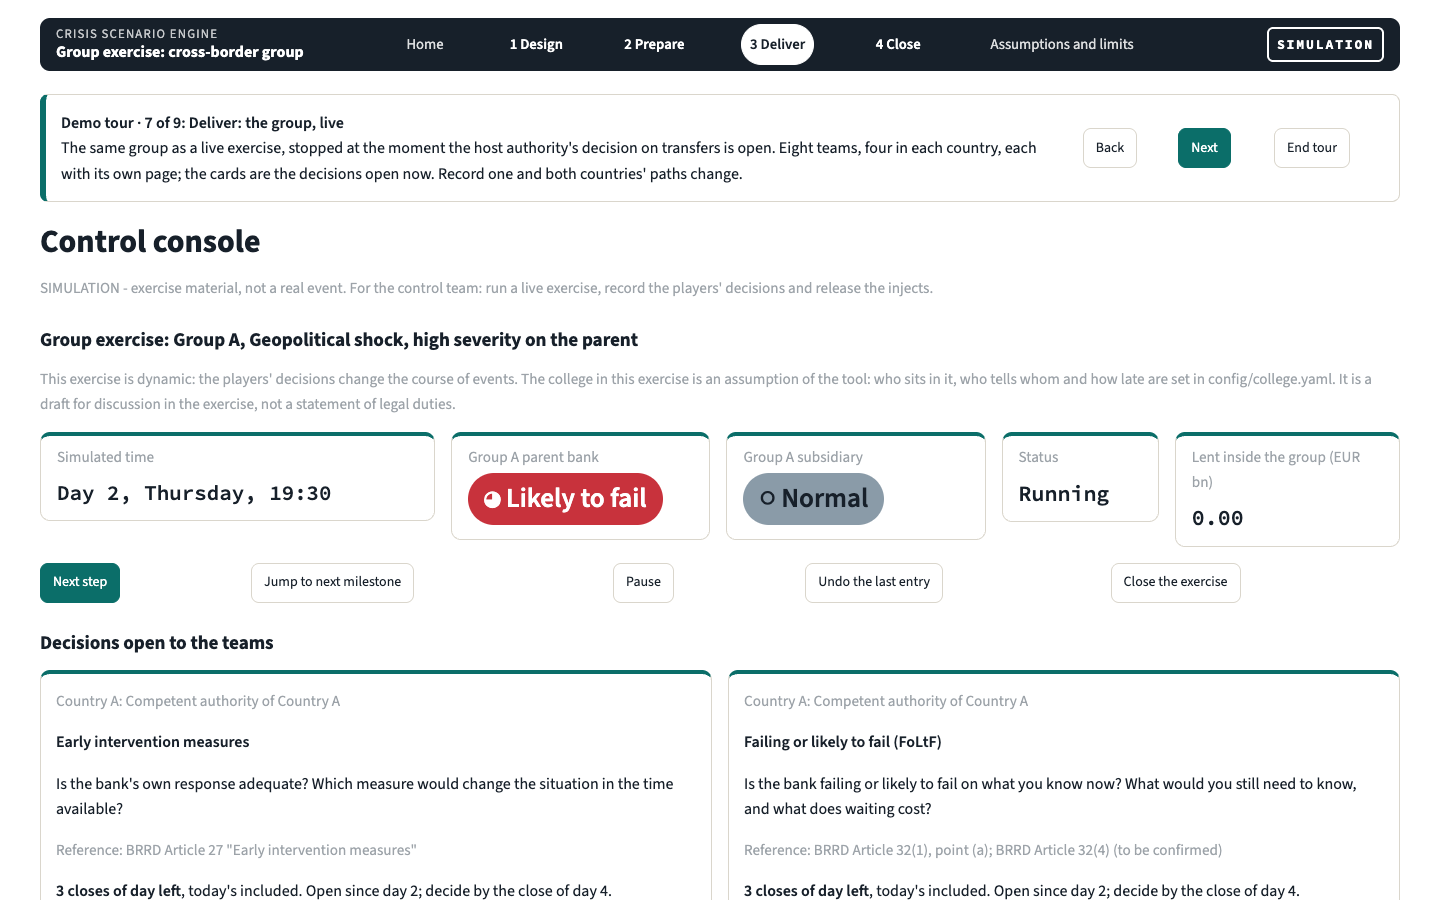 CRISIS SCENARIO ENGINE
Group exercise: cross-border group
Home
1 Design
2 Prepare
3 Deliver
4 Close
Assumptions and limits
SIMULATION
Demo tour · 7 of 9: Deliver: the group, live
The same group as a live exercise, stopped at the moment the host authority's decision on transfers is open. Eight teams, four in each country, each
with its own page; the cards are the decisions open now. Record one and both countries' paths change.
Back
Next
End tour
Control console
SIMULATION - exercise material, not a real event. For the control team: run a live exercise, record the players' decisions and release the injects.
Group exercise: Group A, Geopolitical shock, high severity on the parent
This exercise is dynamic: the players' decisions change the course of events. The college in this exercise is an assumption of the tool: who sits in it, who tells whom and how late are set in config/college.yaml. It is a
draft for discussion in the exercise, not a statement of legal duties.
Simulated time
Day 2, Thursday, 19:30
Group A parent bank
Likely to fail
Group A subsidiary
Normal
Status
Running
Lent inside the group (EUR
bn)
0.00
Next step
Jump to next milestone
Pause
Undo the last entry
Close the exercise
Decisions open to the teams
Country A: Competent authority of Country A
Early intervention measures
Is the bank's own response adequate? Which measure would change the situation in the time
available?
Reference: BRRD Article 27 "Early intervention measures"
3 closes of day left, today's included. Open since day 2; decide by the close of day 4.
Country A: Competent authority of Country A
Failing or likely to fail (FoLtF)
Is the bank failing or likely to fail on what you know now? What would you still need to know,
and what does waiting cost?
Reference: BRRD Article 32(1), point (a); BRRD Article 32(4) (to be confirmed)
3 closes of day left, today's included. Open since day 2; decide by the close of day 4.